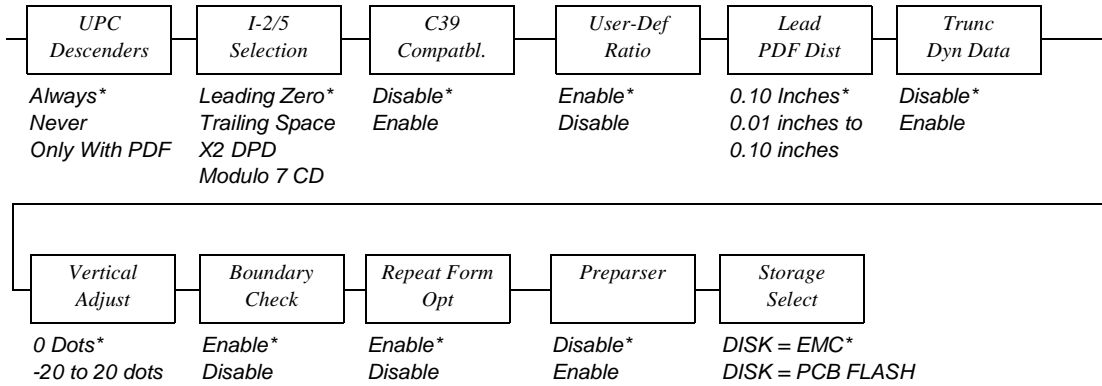 UPC
Descenders
I-2/5
Selection
C39
Compatbl.
User-Def
Ratio
Lead
PDF Dist
Trunc
Dyn Data
Always*
Never
Only With PDF
Leading Zero*
Trailing Space
X2 DPD
Modulo 7 CD
Disable*
Enable
Enable*
Disable
0.10 Inches*
0.01 inches to
0.10 inches
Disable*
Enable
Vertical
Adjust
Boundary
Check
Repeat Form
Opt
Preparser
Storage
Select
0 Dots*
-20 to 20 dots
Enable*
Disable
Enable*
Disable
Disable*
Enable
DISK = EMC*
DISK = PCB FLASH